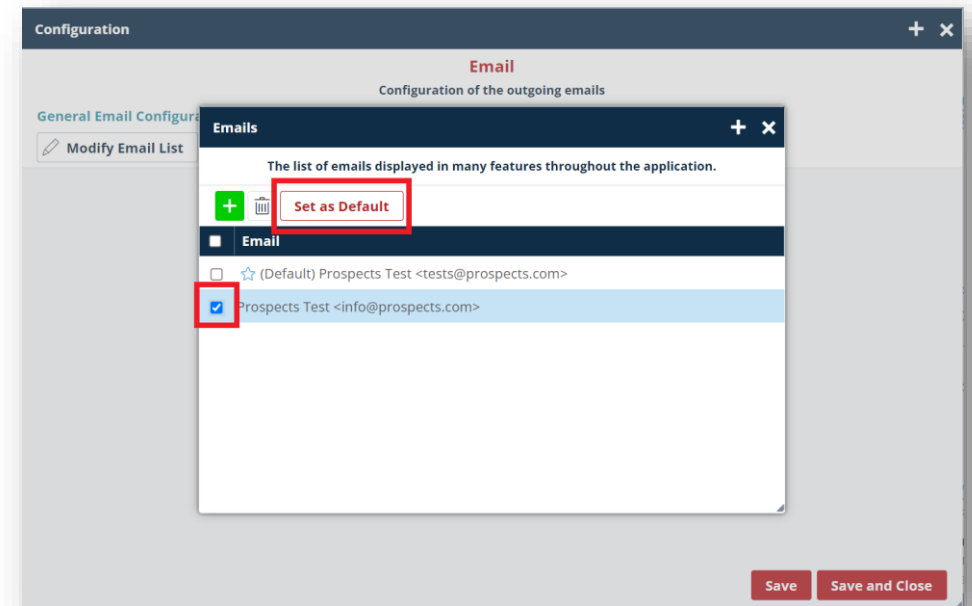 Configuration
Email
Configuration of the outgoing emails
General Email Configura
Modify Email List
Emails
The list of emails displayed in many features throughout the application.
Set as Default
Email
(Default) Prospects Test <tests@prospects.com>
Prospects Test <info@prospects.com>
Save
Save and Close